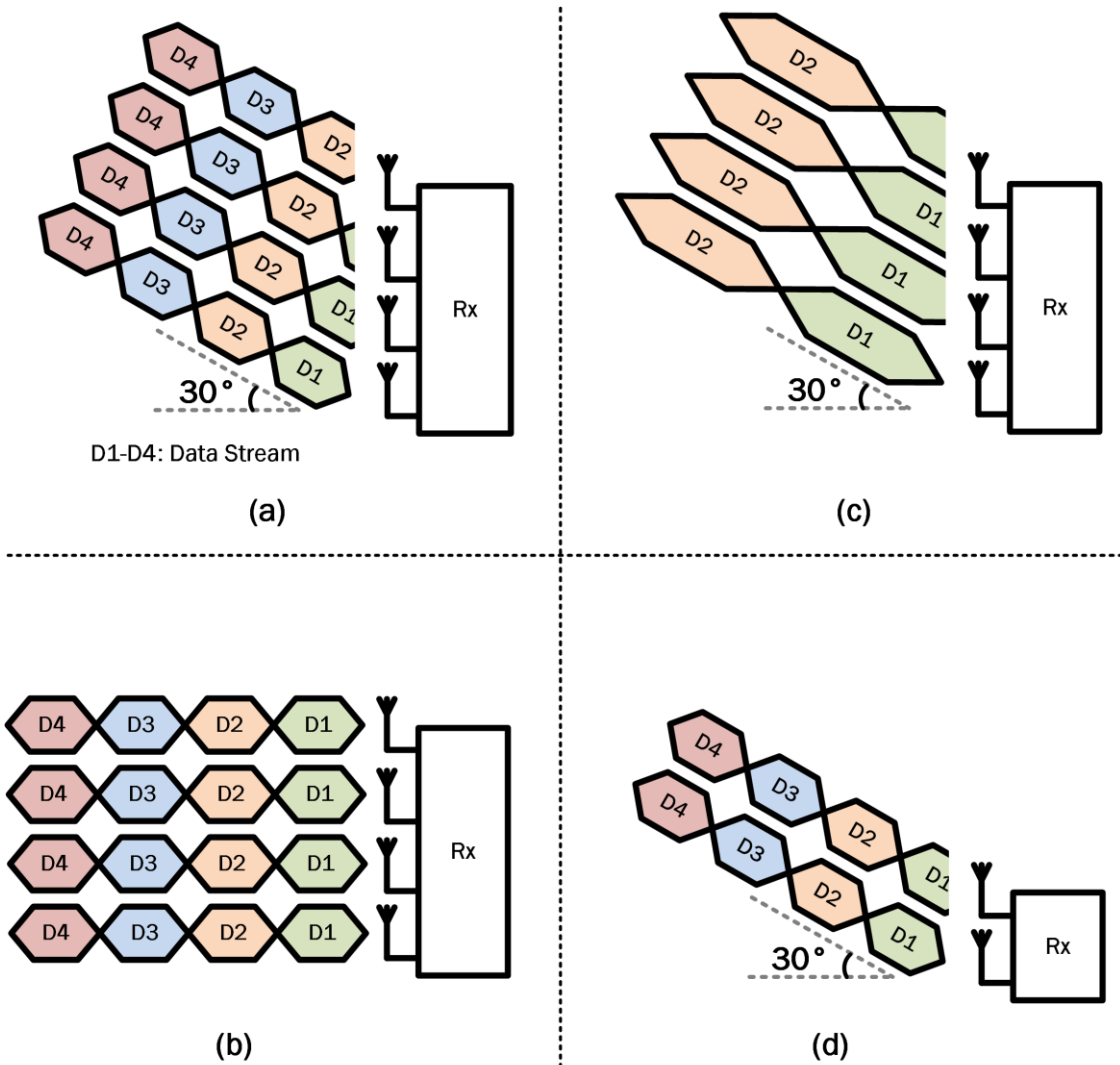 D4
D3
D2
D4
D3
D2
D4
D3
D2
D1
D4
D3
D2
D1
30°
Rx
D1-D4: Data Stream
(a)
D2
D2
D1
D2
D1
D2
D1
30°
Rx
(c)
D4 D3 D2 D1
D4 D3 D2 D1
D4 D3 D2 D1
D4 D3 D2 D1
Rx
(b)
D4
D3
D2
D1
D4
D3
D2
D1
30°
Rx
(d)